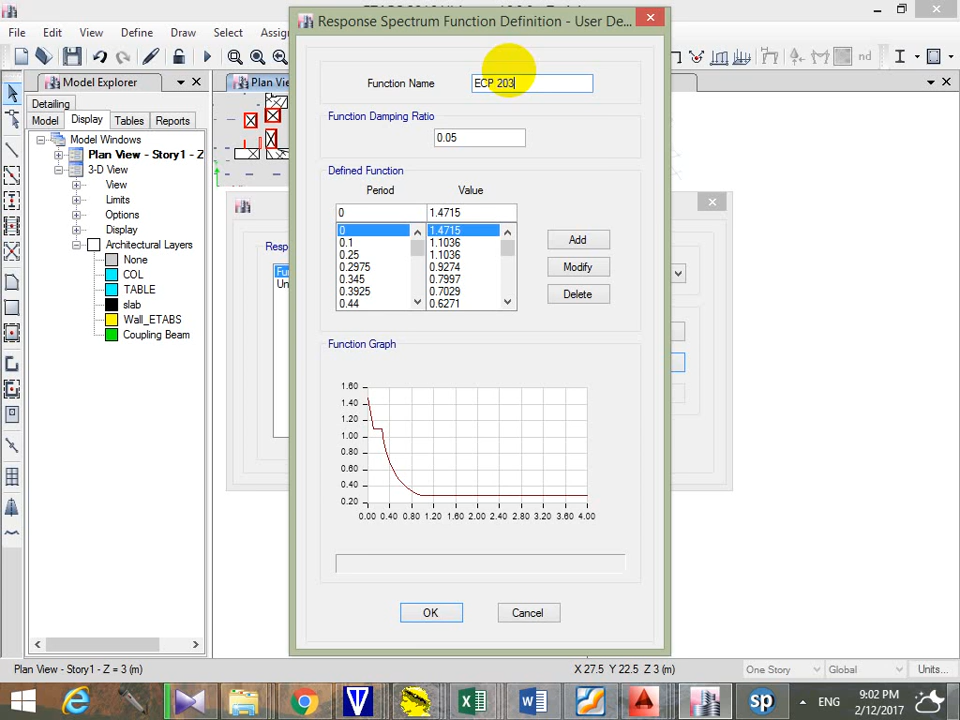 Response Spectrum Function Definition - User De...
File Edit View Define Draw Select Assig
Model Explorer
Plan View
Detailing
Model Display Tables Reports
Model Windows
Plan View - Story1 - Z
3-D View
View
Limits
Options
Display
Architectural Layers
None
COL
TABLE
slab
Wall_ETABS
Coupling Beam
Resp
Fu
Un
nd
Function Name ECP 203
Function Damping Ratio
0.05
Defined Function
Period Value
0 1.4715
0 1.4715
0.1 1.1036
0.25 1.1036
0.2975 0.9274
0.345 0.7997
0.3925 0.7029
0.44 0.6271
Add
Modify
Delete
Function Graph
1.60
1.40
1.20
1.00
0.80
0.60
0.40
0.20
0.00 0.40 0.80 1.20 1.60 2.00 2.40 2.80 3.20 3.60 4.00
OK Cancel
Plan View - Story1 - Z = 3 (m) X 27.5 Y 22.5 Z 3 (m) One Story Global Units...
ENG
9:02 PM
2/12/2017